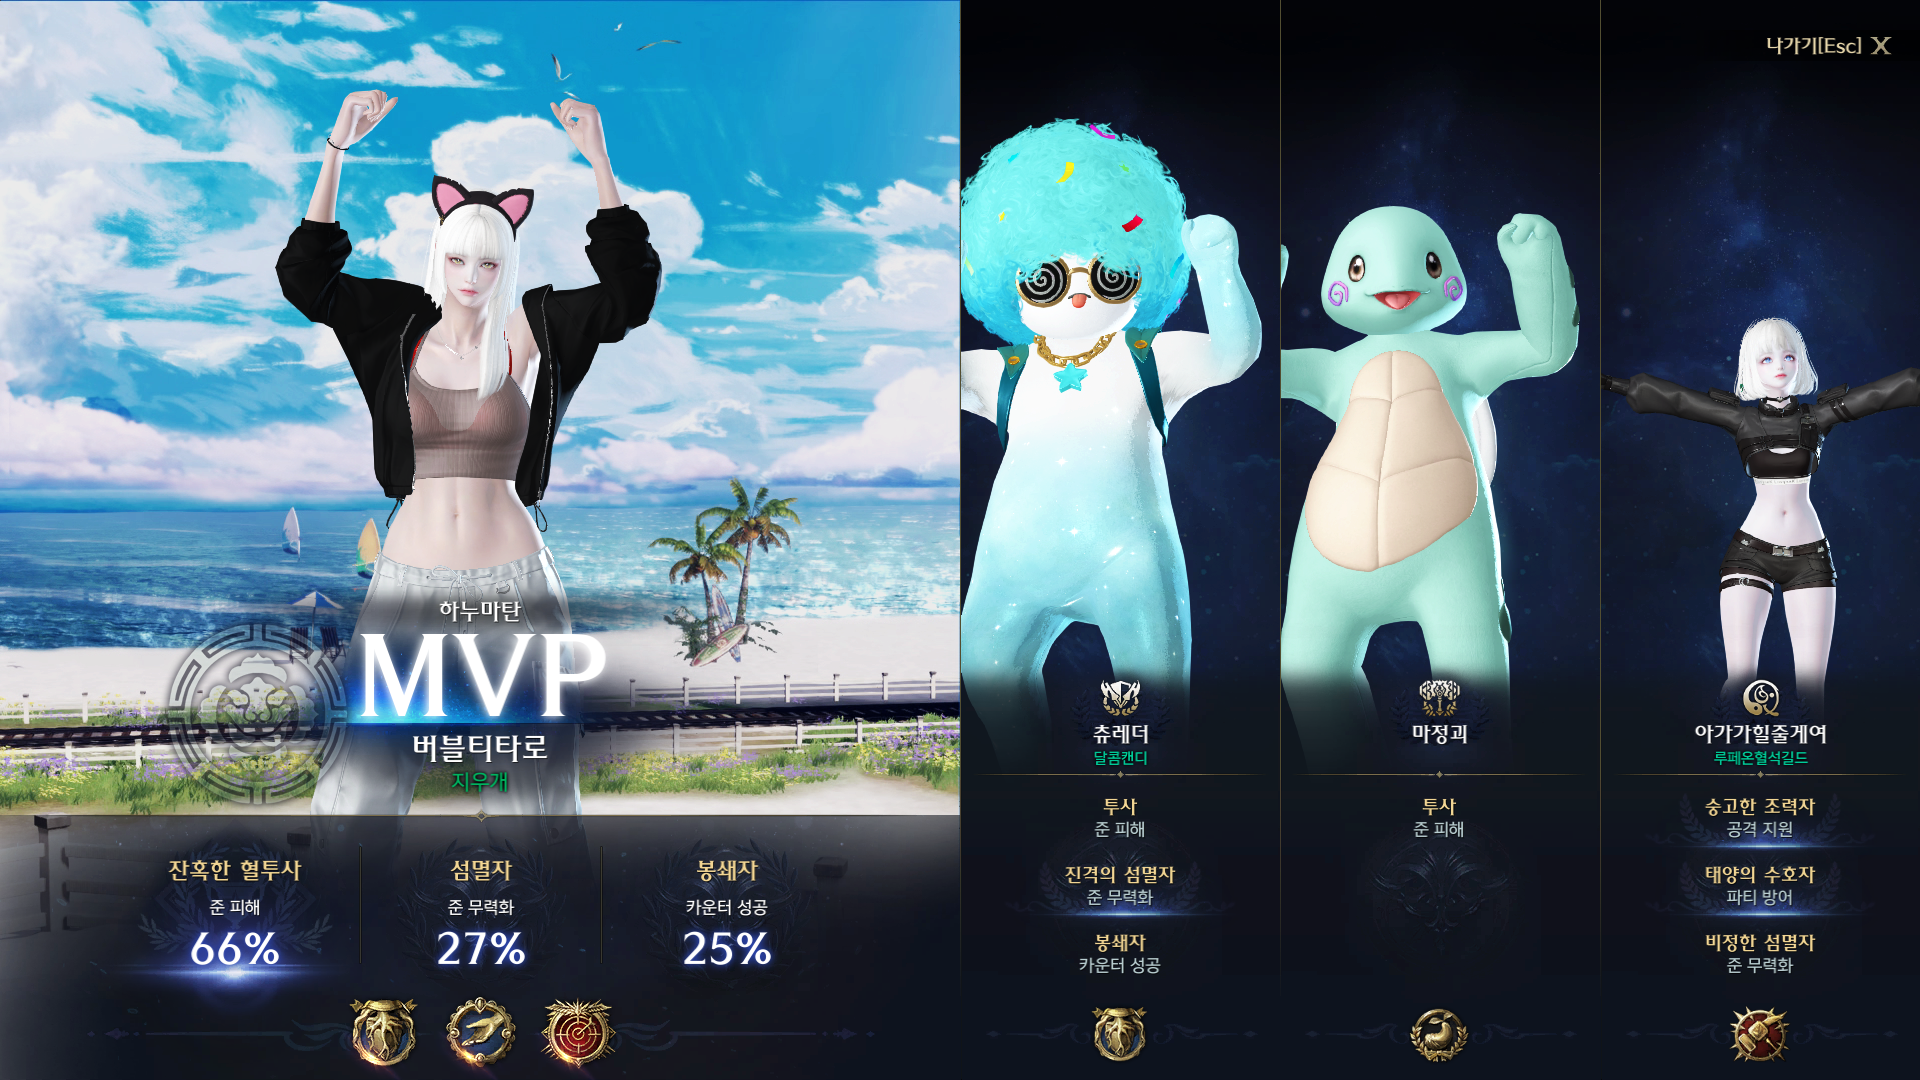 나가기[Esc] X
하누마탄
MVP
버블티타로
지우개
잔혹한 혈투사
준 피해
66%
섬멸자
준 무력화
27%
봉쇄자
카운터 성공
25%
츄레더
달콤캔디
투사
준 피해
진격의 섬멸자
준 무력화
봉쇄자
카운터 성공
마정괴
투사
준 피해
아가가힐줄게여
루페온혈석길드
숭고한 조력자
공격 지원
태양의 수호자
파티 방어
비정한 섬멸자
준 무력화